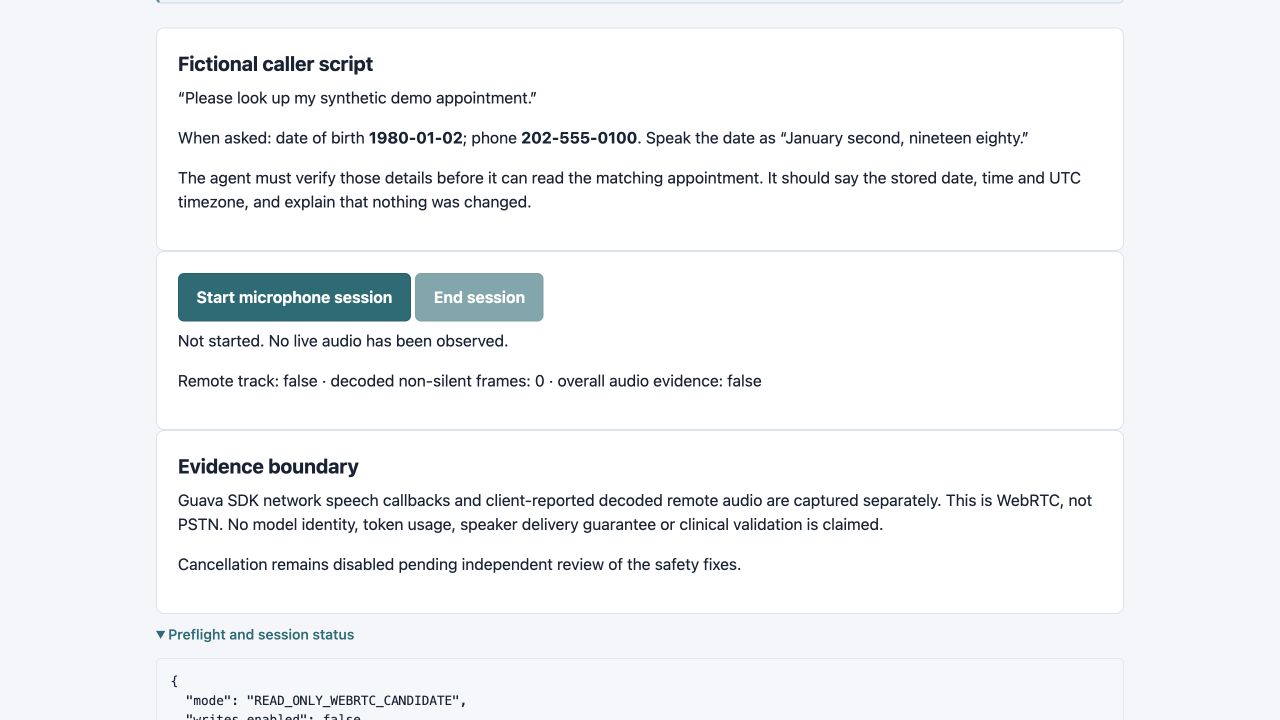 Fictional caller script
“Please look up my synthetic demo appointment.”
When asked: date of birth 1980-01-02; phone 202-555-0100. Speak the date as “January second, nineteen eighty.”
The agent must verify those details before it can read the matching appointment. It should say the stored date, time and UTC
timezone, and explain that nothing was changed.
Start microphone session
End session
Not started. No live audio has been observed.
Remote track: false · decoded non-silent frames: 0 · overall audio evidence: false
Evidence boundary
Guava SDK network speech callbacks and client-reported decoded remote audio are captured separately. This is WebRTC, not
PSTN. No model identity, token usage, speaker delivery guarantee or clinical validation is claimed.
Cancellation remains disabled pending independent review of the safety fixes.
▼ Preflight and session status
{
"mode": "READ_ONLY_WEBRTC_CANDIDATE",
"writes_enabled": false